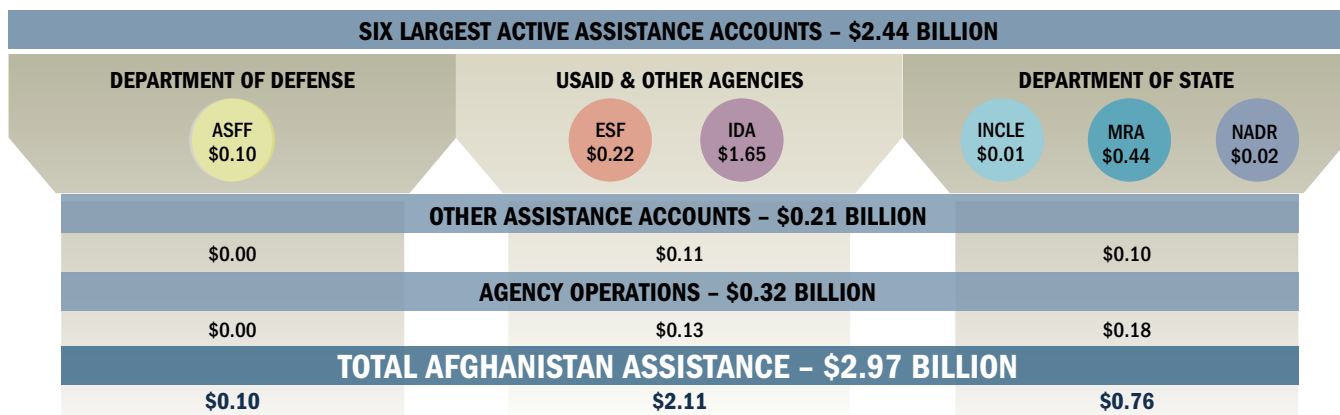 SIX LARGEST ACTIVE ASSISTANCE ACCOUNTS – $2.44 BILLION
DEPARTMENT OF DEFENSE
USAID & OTHER AGENCIES
DEPARTMENT OF STATE
ASFF
$0.10
ESF
$0.22
IDA
$1.65
INCLE
$0.01
MRA
$0.44
NADR
$0.02
OTHER ASSISTANCE ACCOUNTS – $0.21 BILLION
$0.00
$0.11
$0.10
AGENCY OPERATIONS – $0.32 BILLION
$0.00
$0.13
$0.18
TOTAL AFGHANISTAN ASSISTANCE – $2.97 BILLION
$0.10
$2.11
$0.76